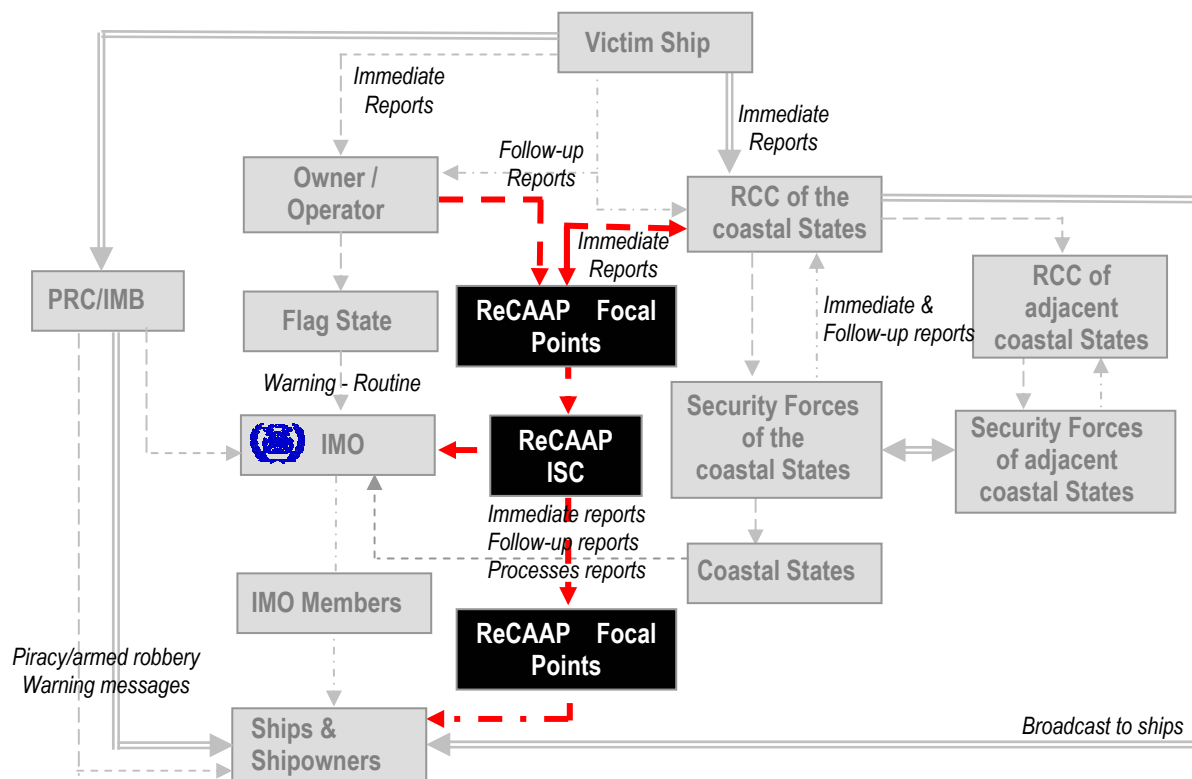 Victim Ship
Immediate
Reports
Immediate
Reports
Follow-up
Reports
Owner /
Operator
RCC of the
coastal States
Immediate
Reports
PRC/IMB
Flag State
ReCAAP Focal
Points
Immediate &
Follow-up reports
RCC of
adjacent
coastal States
Warning - Routine
IMO
ReCAAP
ISC
Security Forces
of the
coastal States
Security Forces
of adjacent
coastal States
Immediate reports
Follow-up reports
Processes reports
Coastal States
IMO Members
ReCAAP Focal
Points
Piracy/armed robbery
Warning messages
Ships &
Shipowners
Broadcast to ships